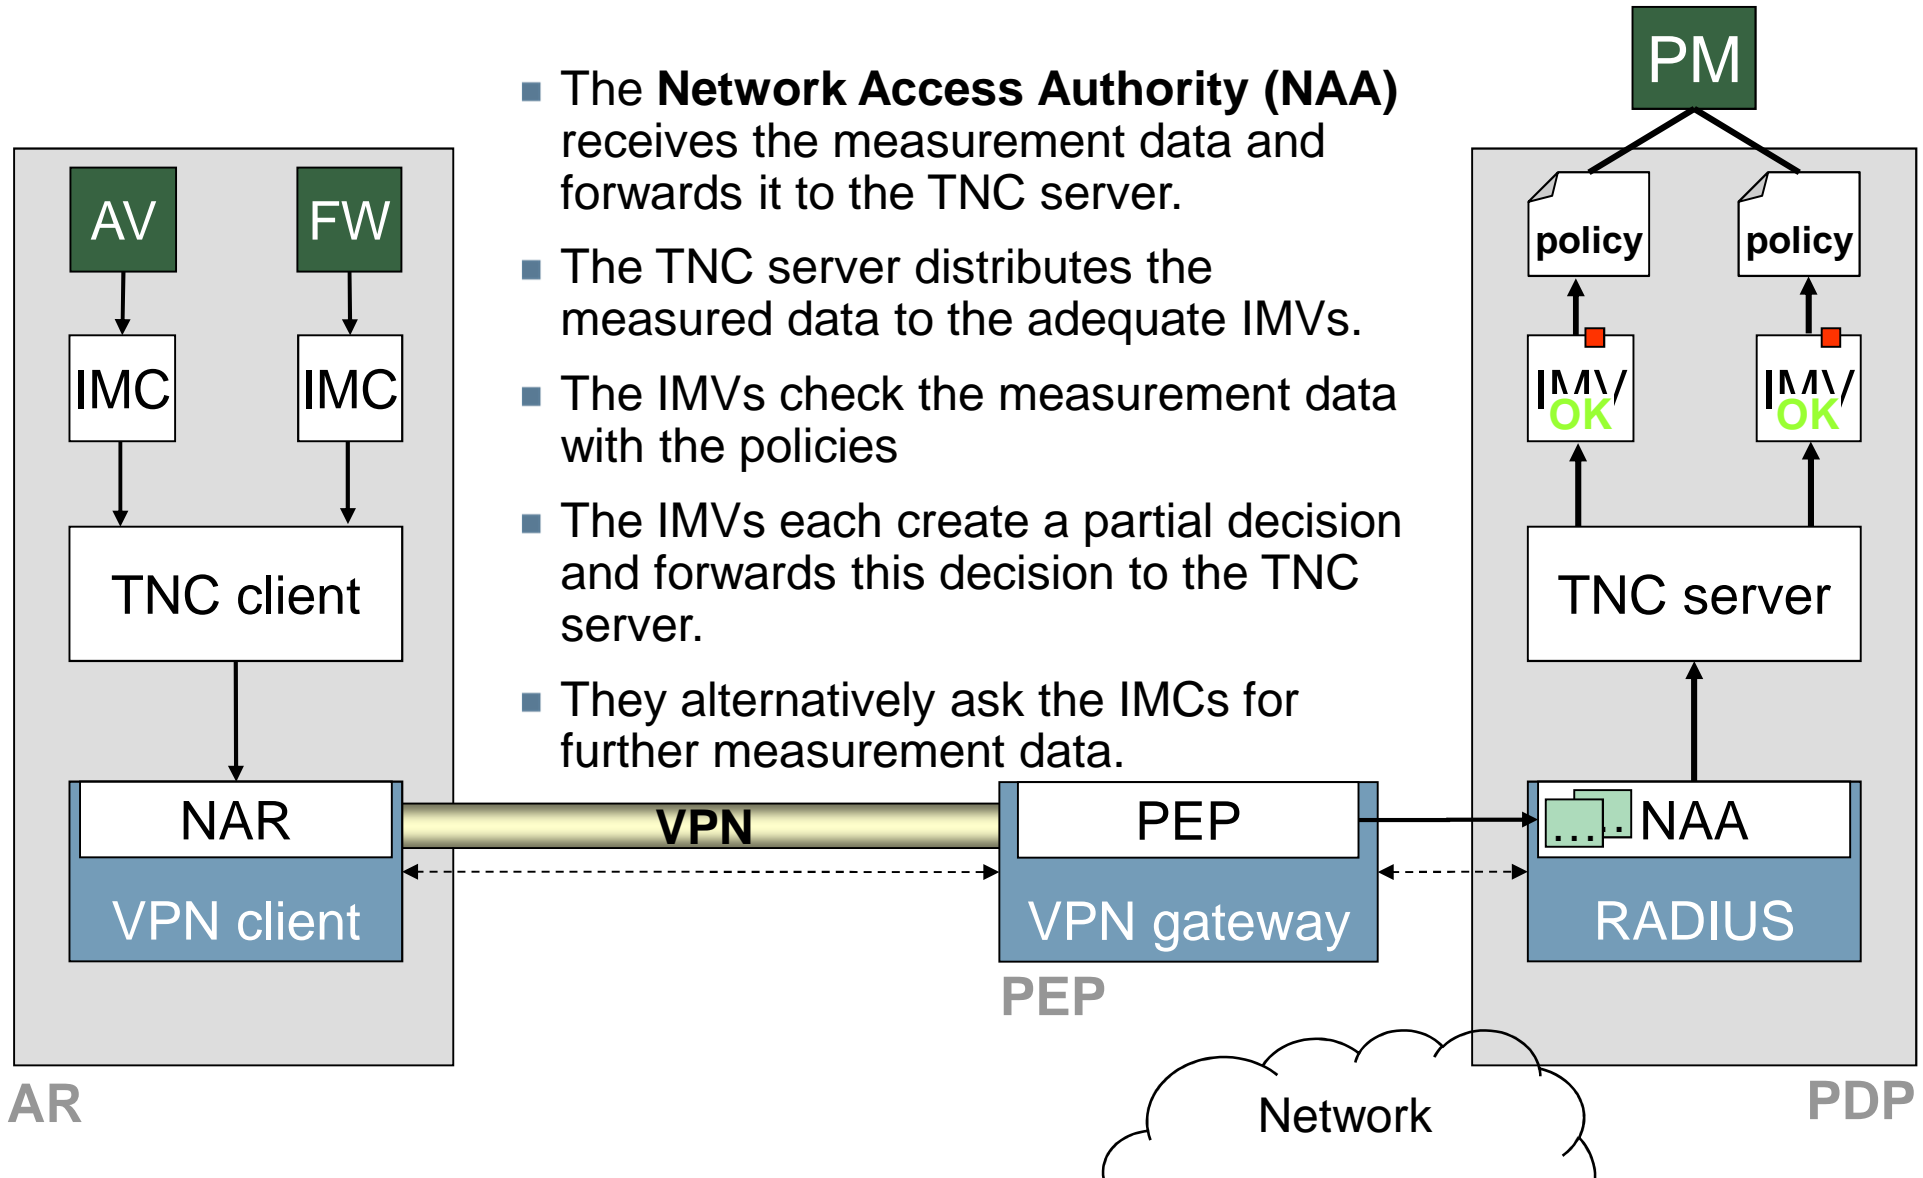 PM
The Network Access Authority (NAA)
receives the measurement data and
forwards it to the TNC server.
The TNC server distributes the
measured data to the adequate IMVs.
The IMVs check the measurement data
with the policies
The IMVs each create a partial decision
and forwards this decision to the TNC
server.
They alternatively ask the IMCs for
further measurement data.
AV
FW
IMC
IMC
TNC client
NAR
VPN client
AR
VPN
PEP
VPN gateway
PEP
policy
policy
IMV
OK
IMV
OK
TNC server
.... .. NAA
RADIUS
PDP
Network